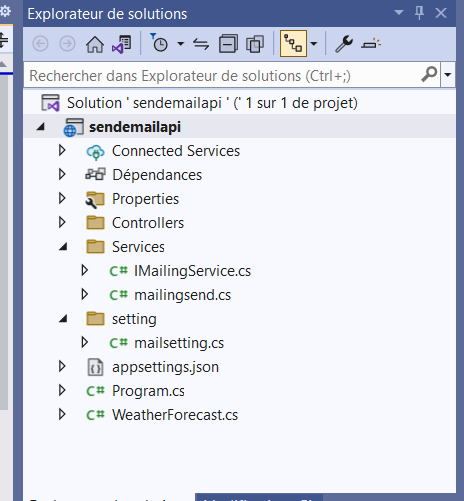 Explorateur de solutions
Rechercher dans Explorateur de solutions (Ctrl+;)
Solution ' sendemailapi ' (' 1 sur 1 de projet)
sendemailapi
Connected Services
Dépendances
Properties
Controllers
Services
C# IMailingService.cs
C# mailingsend.cs
setting
C# mailsetting.cs
appsettings.json
C# Program.cs
C# WeatherForecast.cs